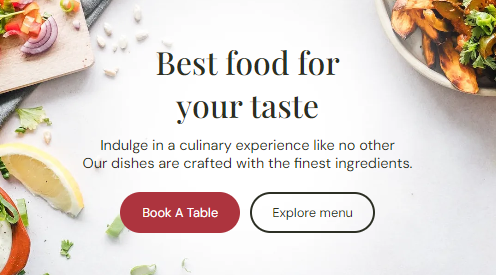 Best food for
your taste
Indulge in a culinary experience like no other
Our dishes are crafted with the finest ingredients.
Book A Table
Explore menu